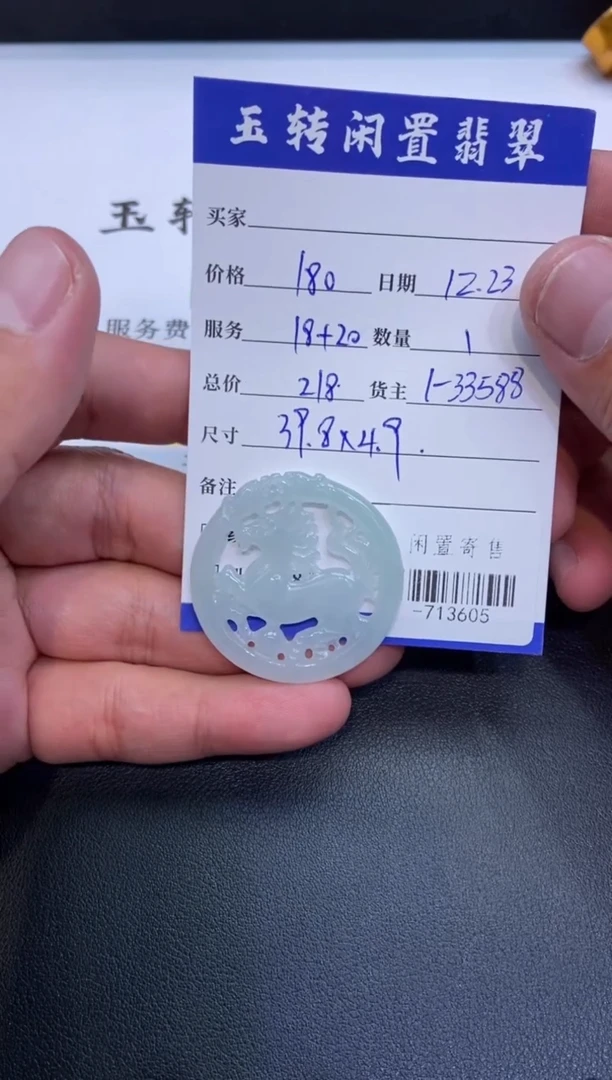 玉转闲置翡翠
玉转
买家
价格 180 日期 12.23
服务费
服务 18+20 数量 1
总价 218 货主 1-33588
尺寸 39.8x4.9.
备注
闲置寄售
-713605